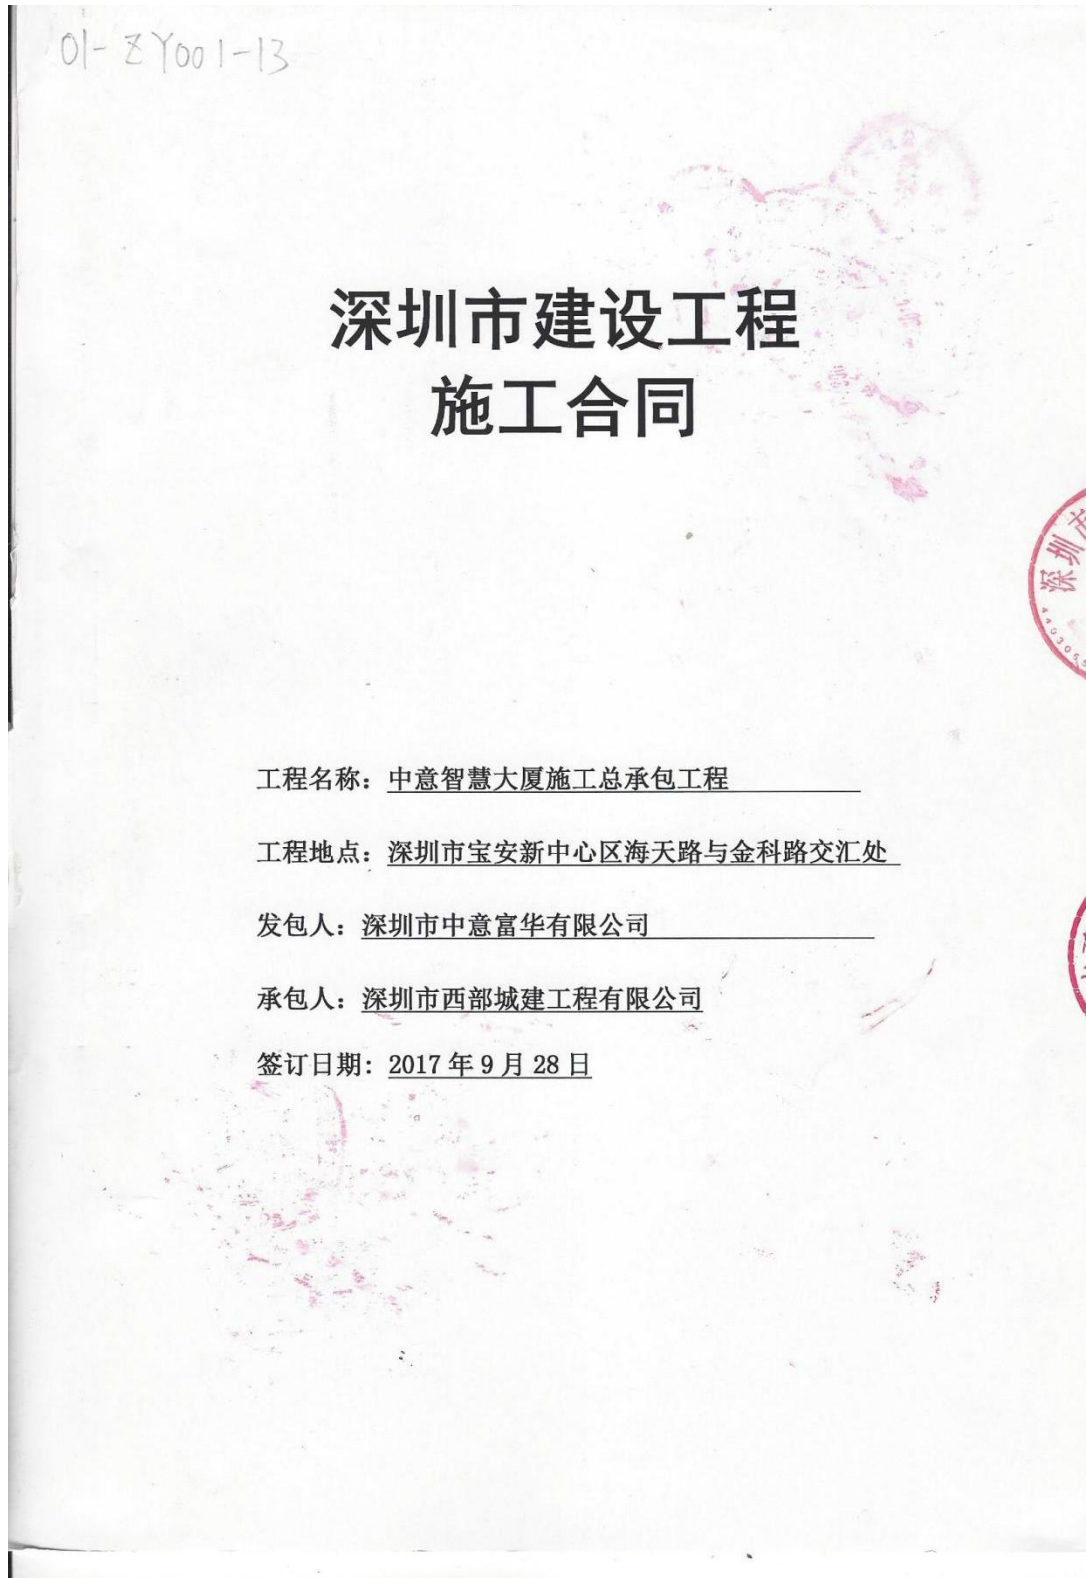 01-ZY001-13
深圳市建设工程
施工合同
深圳市
440306
工程名称：中意智慧大厦施工总承包工程
工程地点：深圳市宝安新中心区海天路与金科路交汇处
发包人：深圳市中意富华有限公司
承包人：深圳市西部城建工程有限公司
签订日期：2017年9月28日